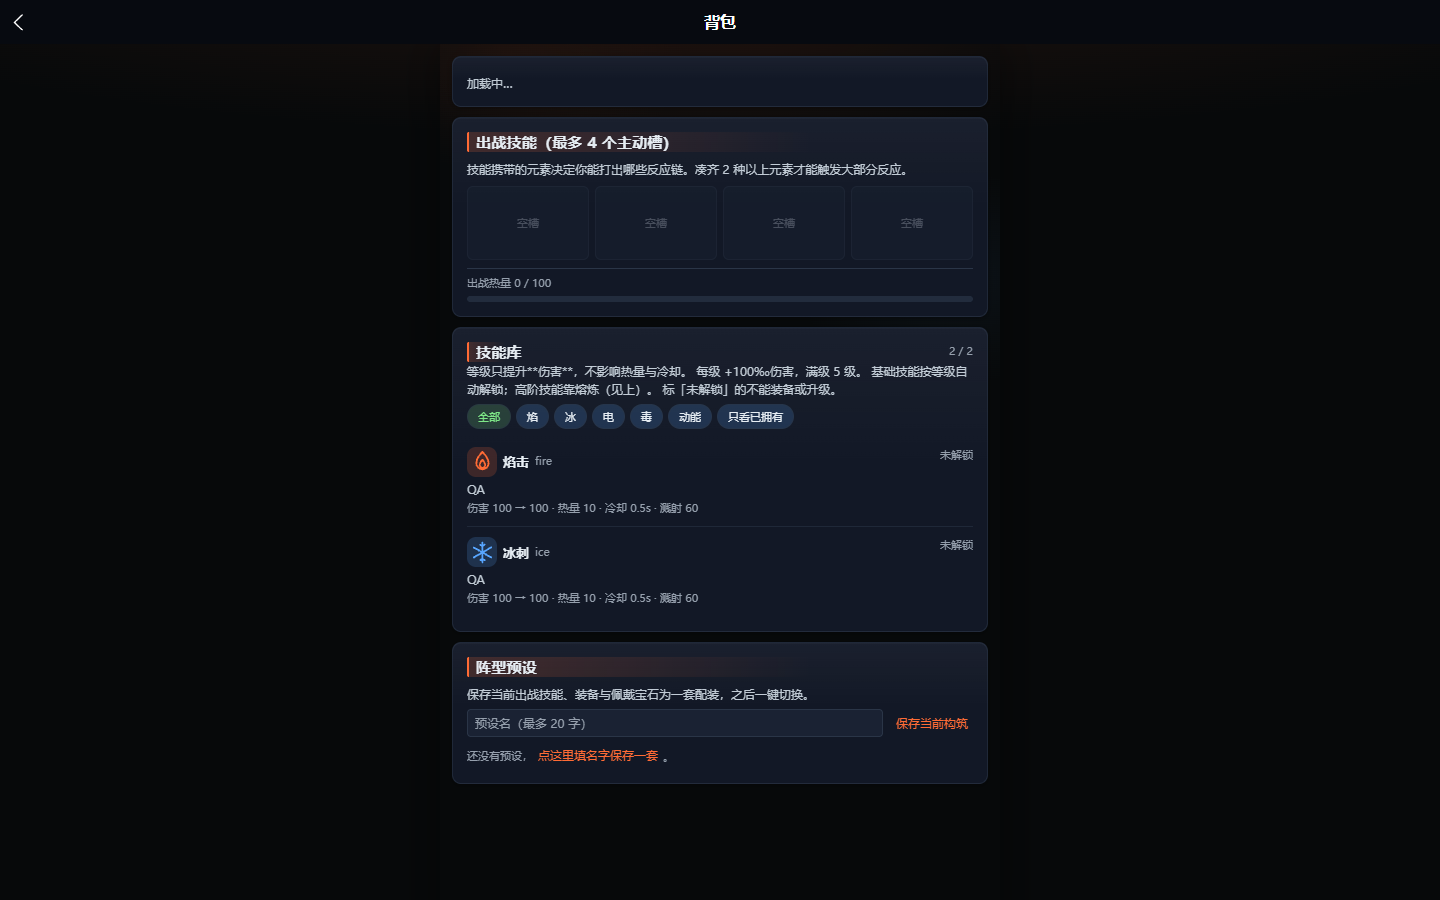 背包
加载中...
出战技能（最多 4 个主动槽）
技能携带的元素决定你能打出哪些反应链。凑齐 2 种以上元素才能触发大部分反应。
空槽 空槽 空槽 空槽
出战热量 0 / 100
技能库 2 / 2
等级只提升**伤害**，不影响热量与冷却。 每级 +100‰伤害，满级 5 级。 基础技能按等级自
动解锁；高阶技能靠熔炼（见上）。 标「未解锁」的不能装备或升级。
全部 焰 冰 电 毒 动能 只看已拥有
焰击 fire 未解锁
QA
伤害 100 → 100 · 热量 10 · 冷却 0.5s · 溅射 60
冰刺 ice 未解锁
QA
伤害 100 → 100 · 热量 10 · 冷却 0.5s · 溅射 60
阵型预设
保存当前出战技能、装备与佩戴宝石为一套配装，之后一键切换。
预设名（最多 20 字） 保存当前构筑
还没有预设， 点这里填名字保存一套 。